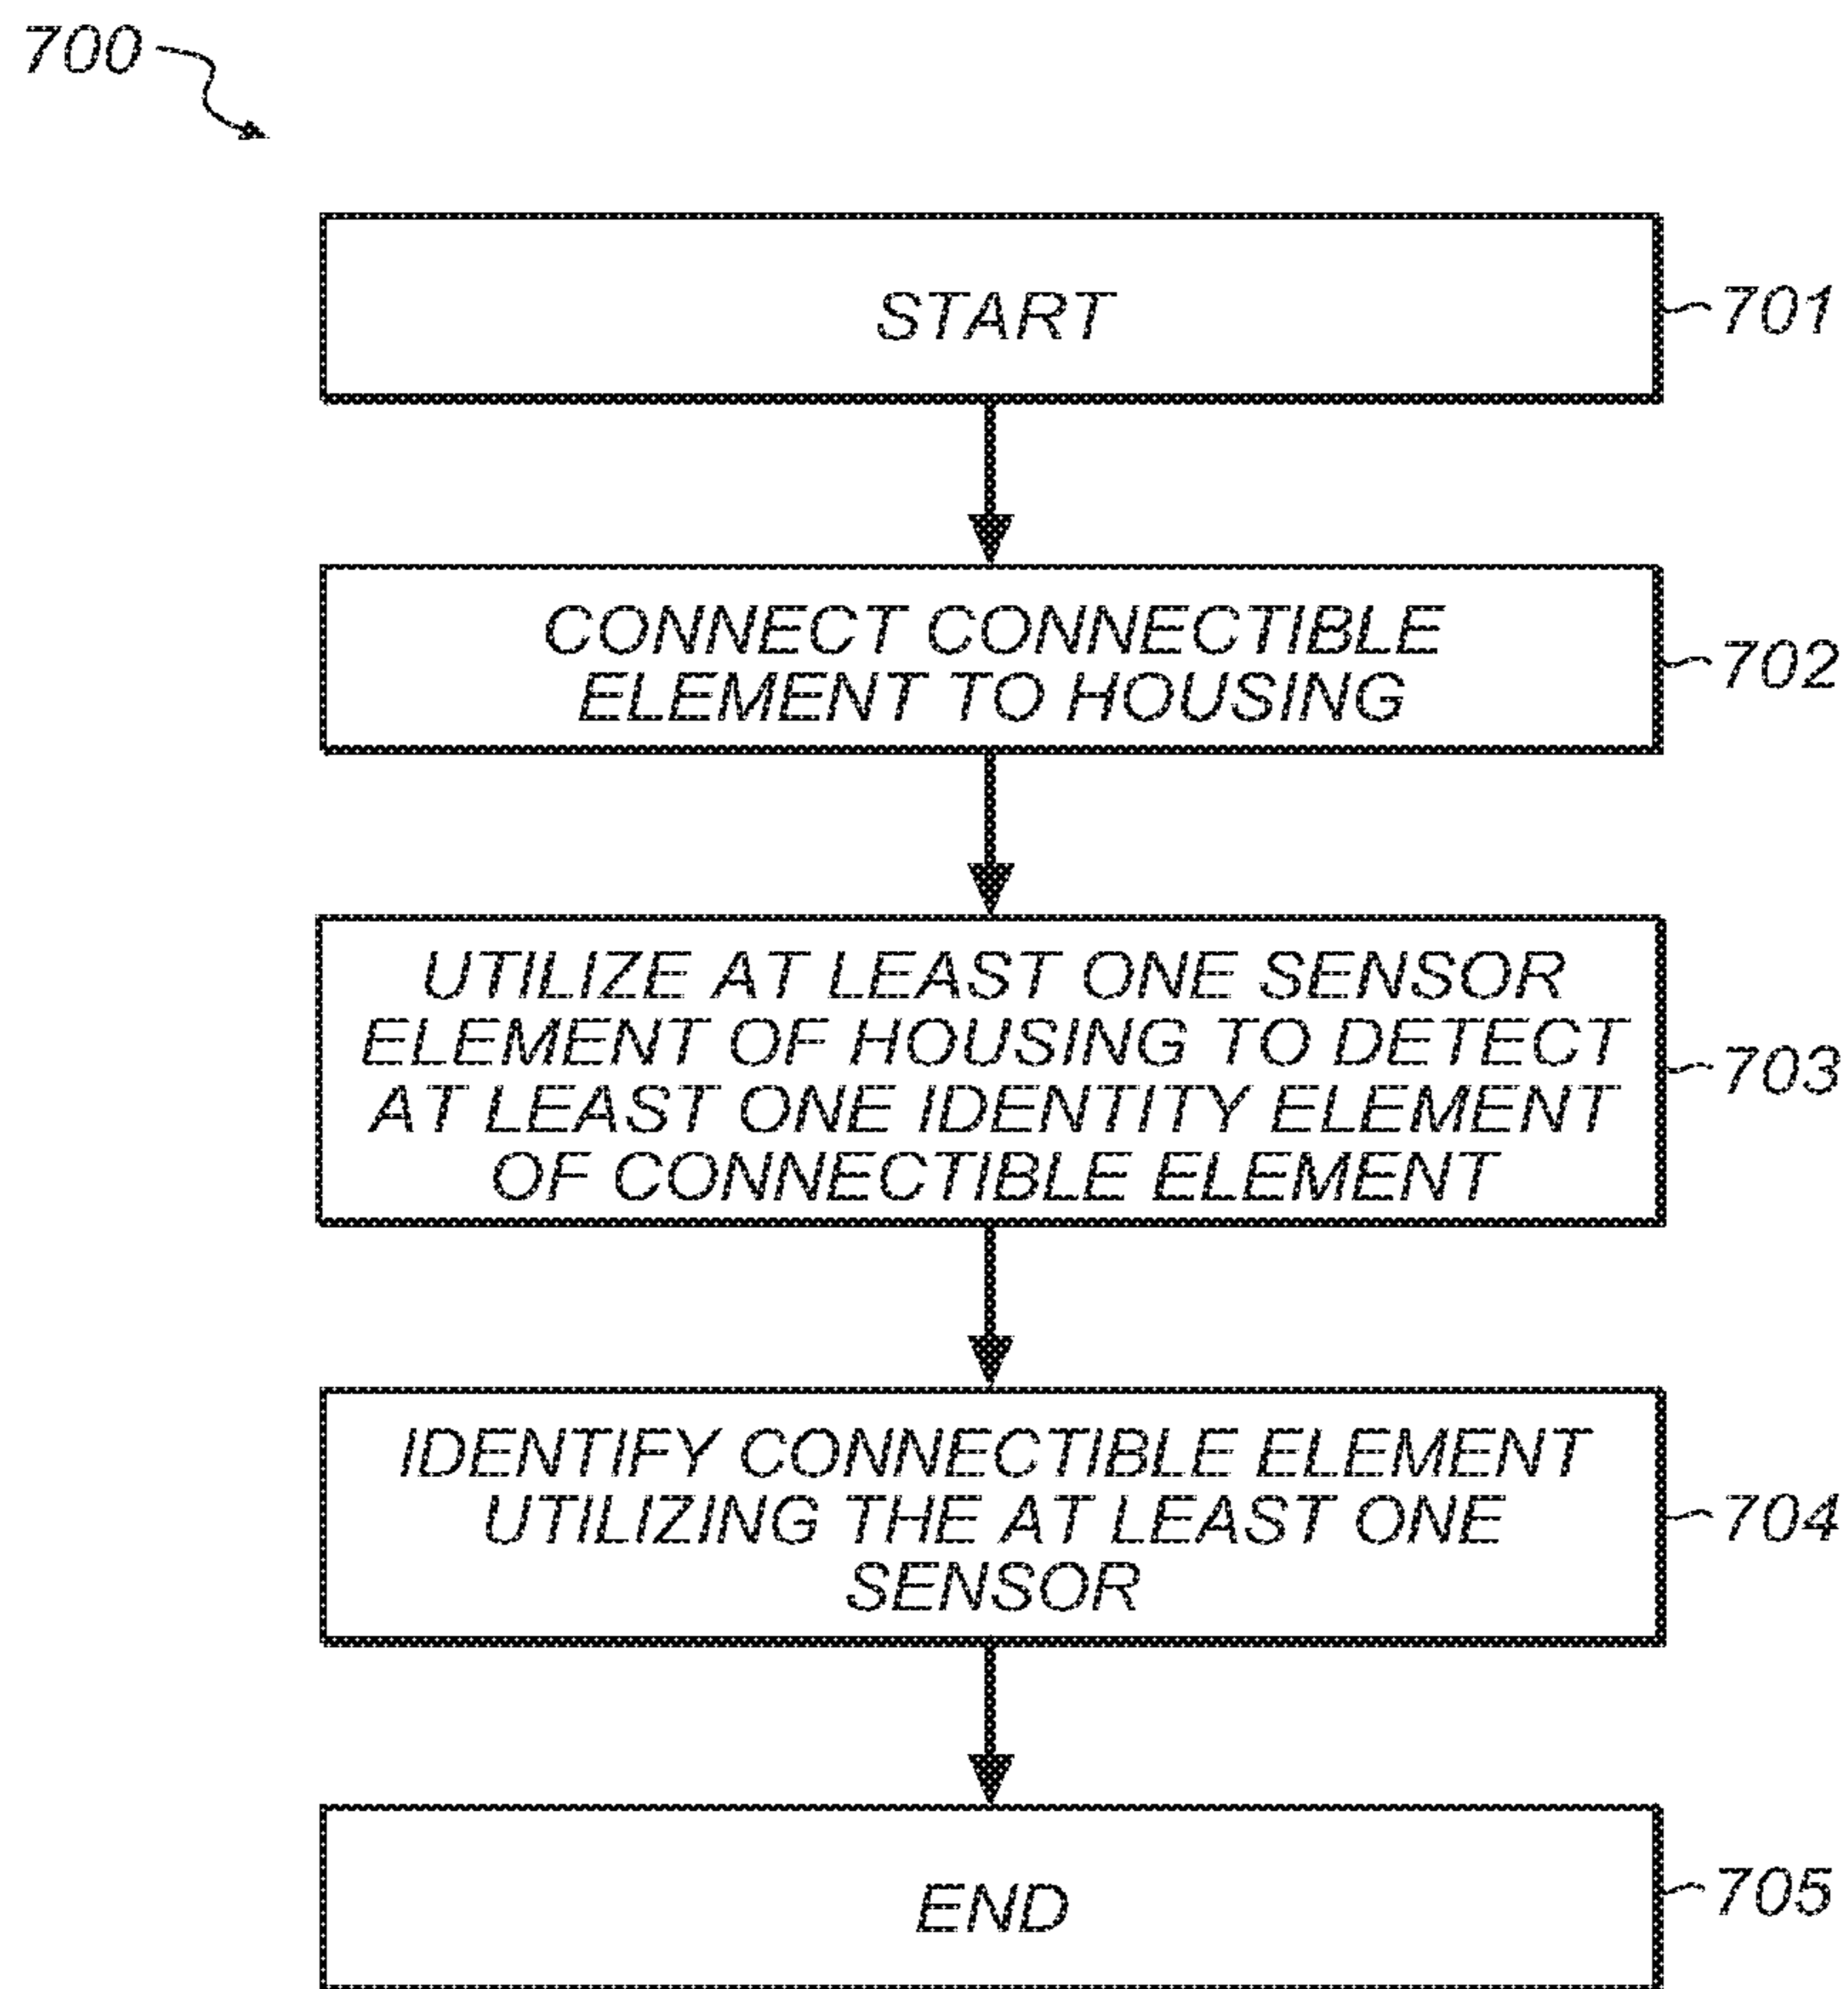 700
START
701
CONNECT CONNECTIBLE
ELEMENT TO HOUSING
702
UTILIZE AT LEAST ONE SENSOR
ELEMENT OF HOUSING TO DETECT
AT LEAST ONE IDENTITY ELEMENT
OF CONNECTIBLE ELEMENT
703
IDENTIFY CONNECTIBLE ELEMENT
UTILIZING THE AT LEAST ONE
SENSOR
704
END
705